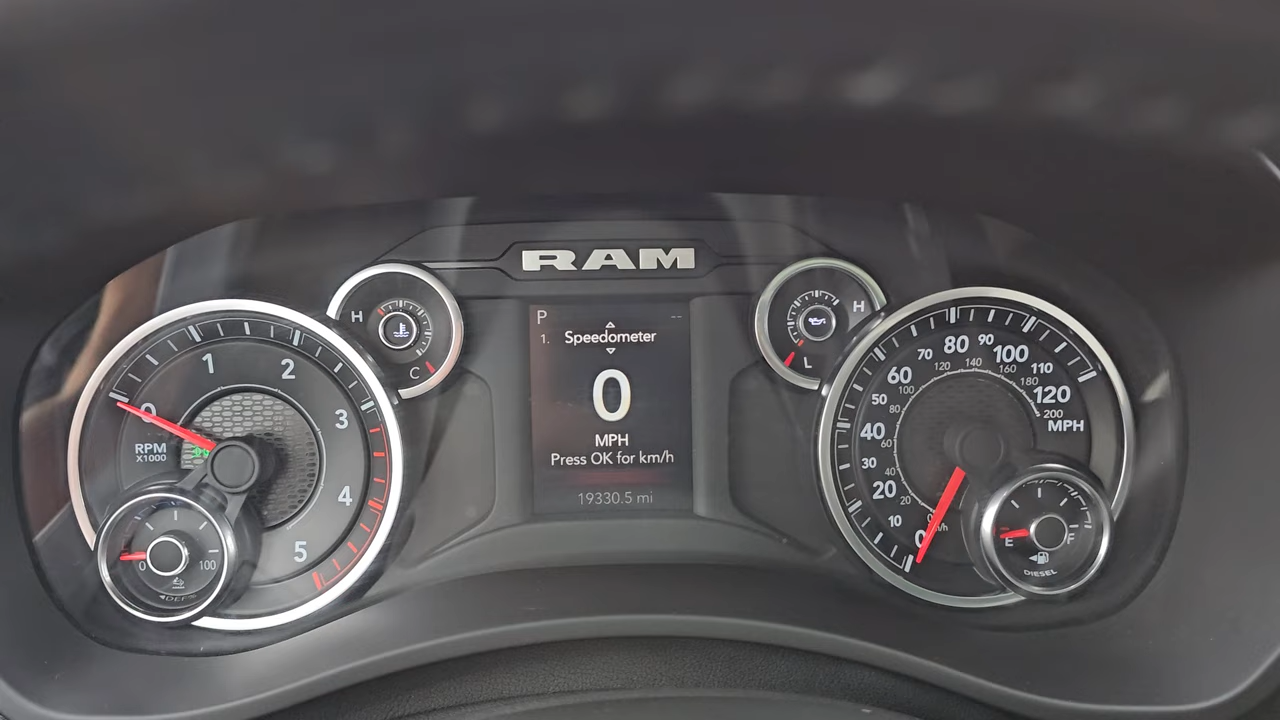 RAM
P --
1. Speedometer
0
MPH
Press OK for km/h
19330.5 mi
0 1 2 3 4 5
RPM
X1000
0 100
DEF
H
C
H
L
0 10 20 30 40 50 60 70 80 90 100 110 120
MPH
20 40 60 80 100 120 140 160 180 200
E F
DIESEL